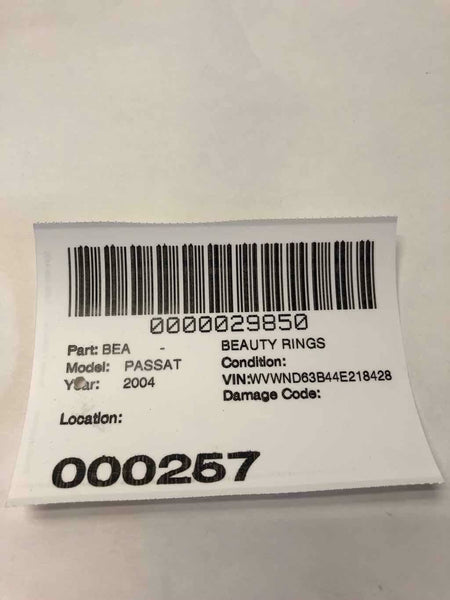 0000029850
Part: BEA - BEAUTY RINGS
Model: PASSAT Condition:
Year: 2004 VIN:WVWND63B44E218428
Damage Code:
Location:
000257